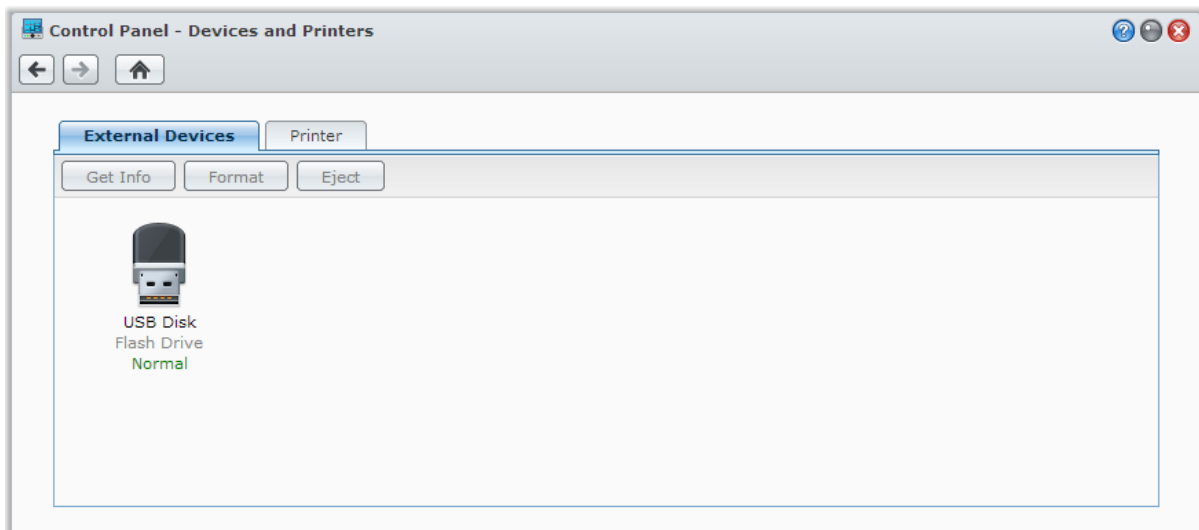 Control Panel - Devices and Printers
External Devices Printer
Get Info Format Eject
USB Disk
Flash Drive
Normal